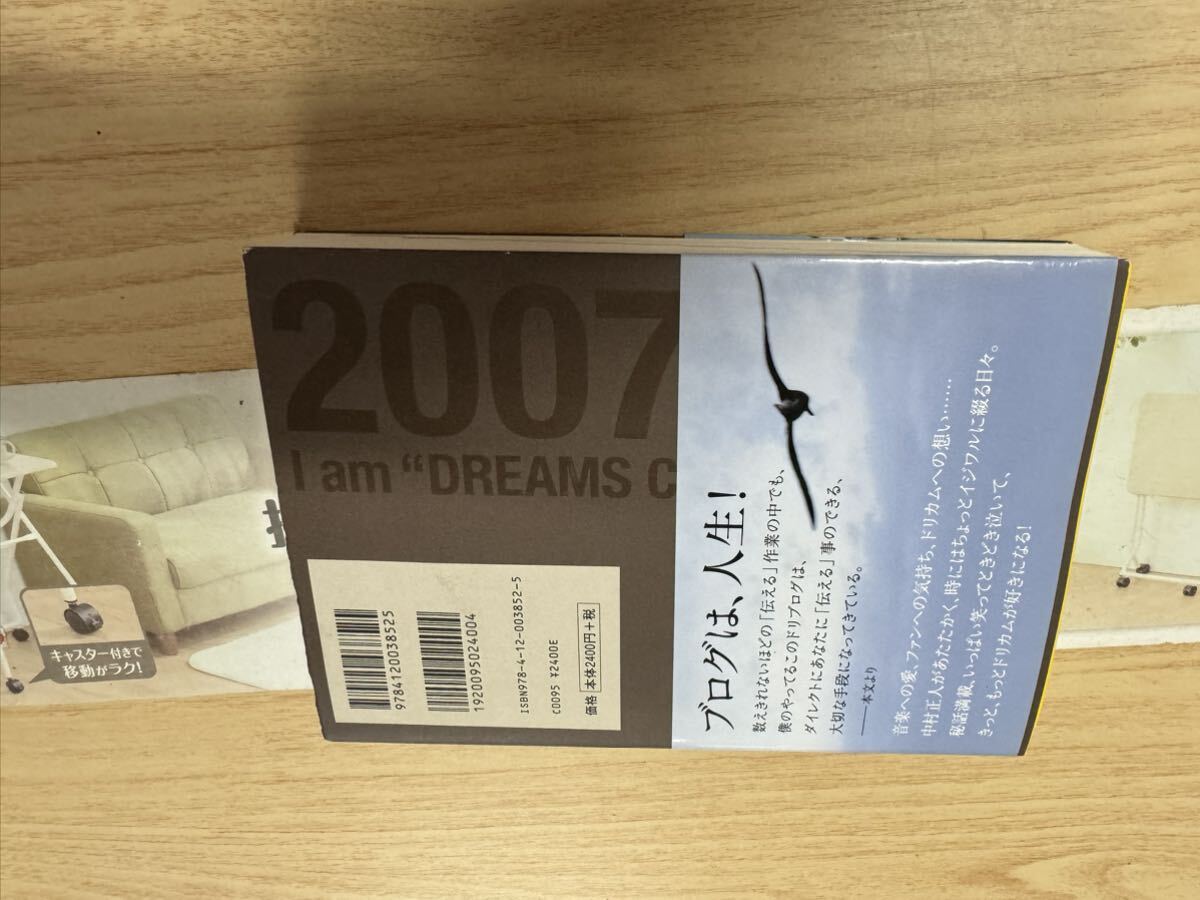 2007
I am “DREAMS C
9784120038525
1920095024004
ISBN978-4-12-003852-5
C0095 ¥2400E
価格 本体2400円+税
ブログは、人生!
数えきれないほどの「伝える」作業の中でも、
僕のやってるこのドリブログは、
ダイレクトにあなたに「伝える」事のできる、
大切な手段になってきている。
——本文より
音楽への愛、ファンへの気持ち、ドリカムへの想い……
中村正人があたたかく、時にはちょっとイジワルに綴る日々。
秘話満載、いっぱい笑ってときどき泣いて、
きっと、もっとドリカムが好きになる!
キャスター付きで
移動がラク!